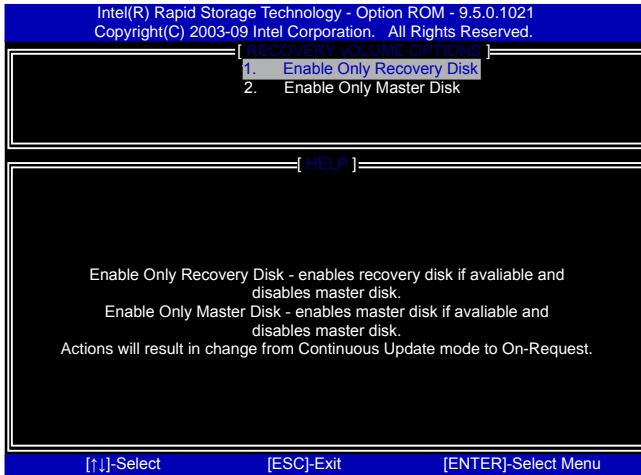 Intel(R) Rapid Storage Technology - Option ROM - 9.5.0.1021
Copyright(C) 2003-09 Intel Corporation. All Rights Reserved.
[ RECOVERY vOLUME OPTIONS ]
1. Enable Only Recovery Disk
2. Enable Only Master Disk
[ HELP ]
Enable Only Recovery Disk - enables recovery disk if avaliable and
disables master disk.
Enable Only Master Disk - enables master disk if avaliable and
disables master disk.
Actions will result in change from Continuous Update mode to On-Request.
[↑↓]-Select [ESC]-Exit [ENTER]-Select Menu